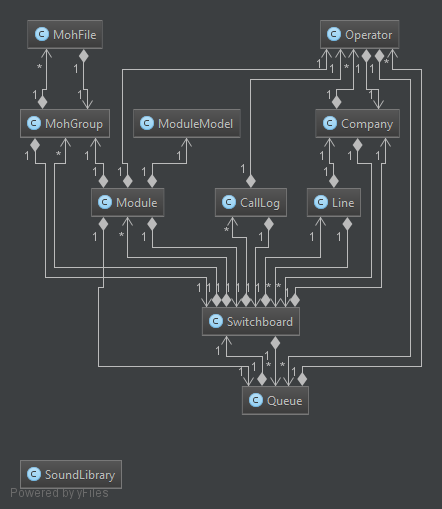 C MohFile
C Operator
C MohGroup
C ModuleModel
C Company
C Module
C CallLog
C Line
C Switchboard
C Queue
C SoundLibrary
Powered by yFiles